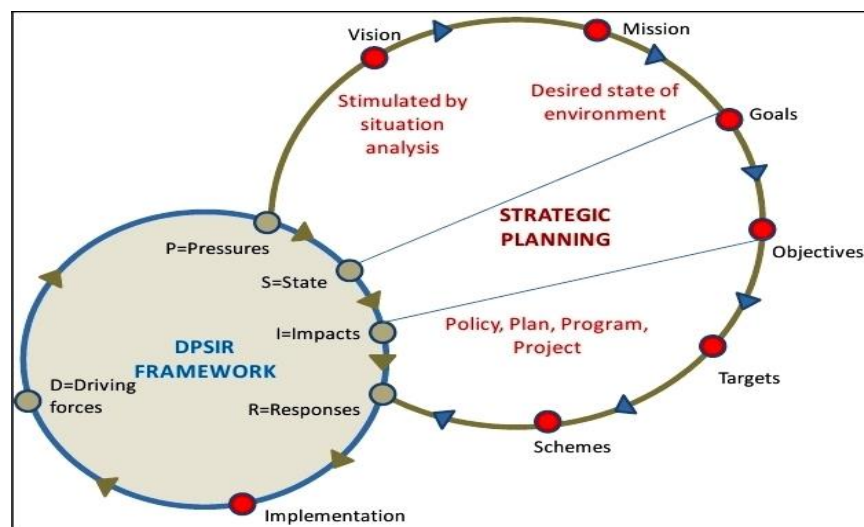 Vision
Mission
Stimulated by
situation
analysis
Desired state of
environment
Goals
STRATEGIC
PLANNING
P=Pressures
Objectives
S=State
I=Impacts
Policy, Plan, Program,
Project
DPSIR
FRAMEWORK
Targets
D=Driving
forces
R=Responses
Schemes
Implementation